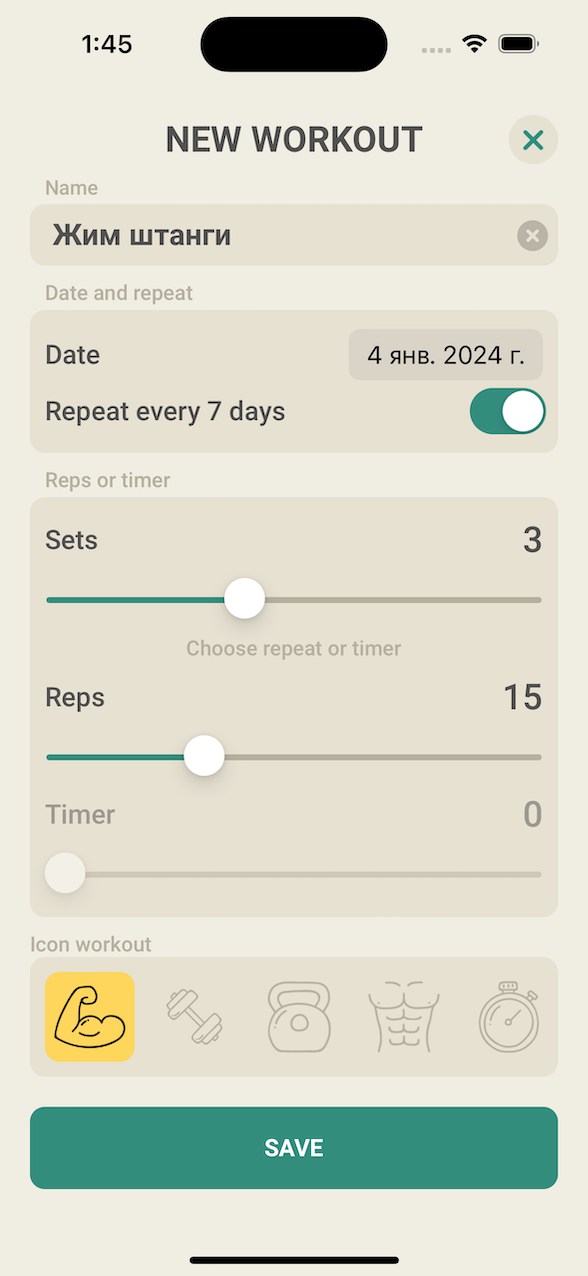 1:45
NEW WORKOUT
Name
Жим штанги
Date and repeat
Date 4 янв. 2024 г.
Repeat every 7 days
Reps or timer
Sets 3
Choose repeat or timer
Reps 15
Timer 0
Icon workout
SAVE